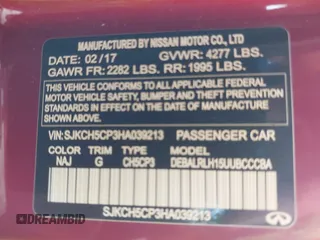 MANUFACTURED BY NISSAN MOTOR CO., LTD
DATE: 02/17 GVWR: 4277 LBS.
GAWR FR: 2282 LBS. RR: 1995 LBS.
THIS VEHICLE CONFORMS TO ALL APPLICABLE
FEDERAL MOTOR VEHICLE
SAFETY, BUMPER, AND THEFT PREVENTION
STANDARDS IN EFFECT ON THE DATE OF
MANUFACTURE SHOWN ABOVE.
VIN: SJKCH5CP3HA039213 PASSENGER CAR
COLOR TRIM MODEL
NAJ G CH5CP3 DEBALRLH15UUBCCCBA
SJKCH5CP3HA039213
© DREAMBID